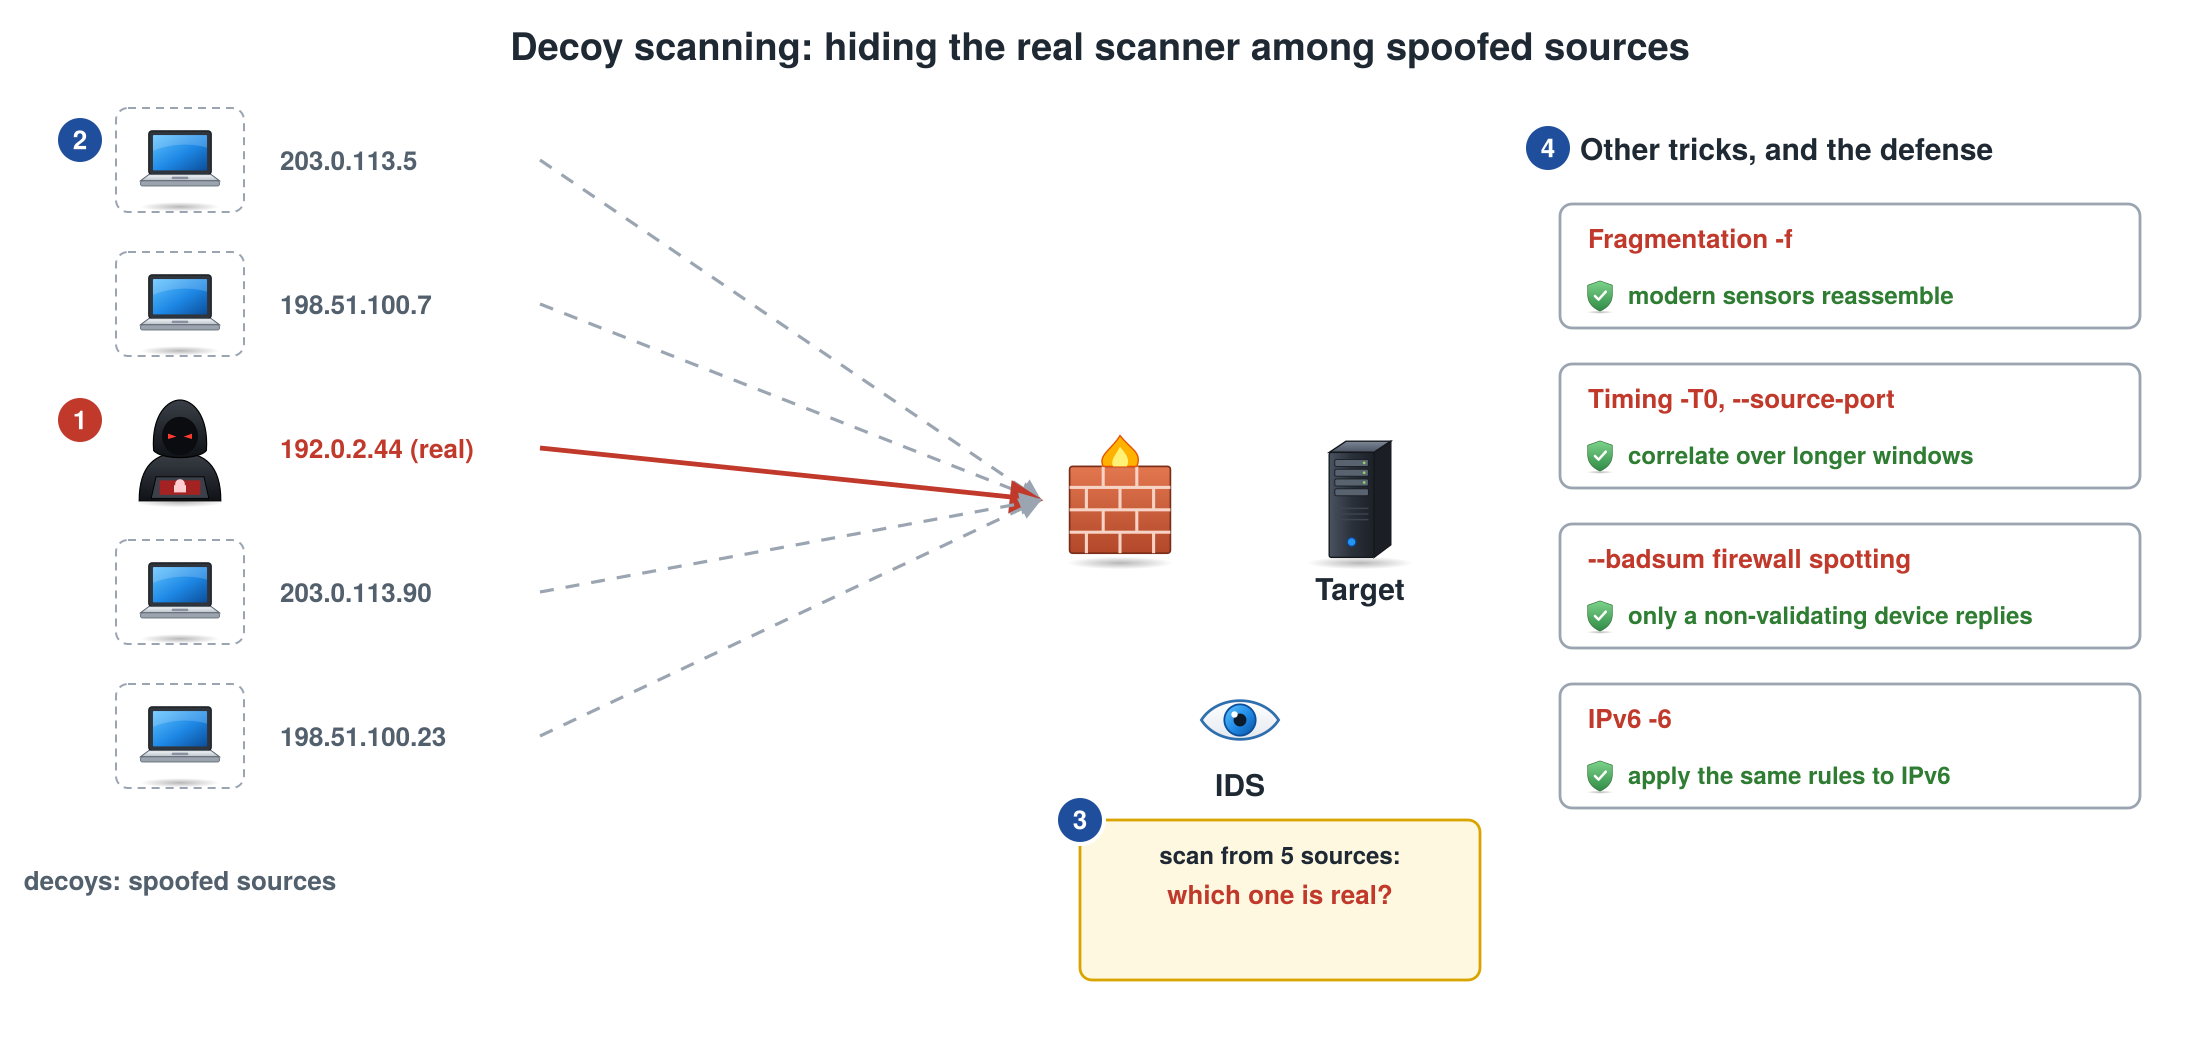 Decoy scanning: hiding the real scanner among spoofed sources
2
203.0.113.5
198.51.100.7
1
192.0.2.44 (real)
203.0.113.90
198.51.100.23
decoys: spoofed sources
Target
IDS
3
scan from 5 sources:
which one is real?
4 Other tricks, and the defense
Fragmentation -f
modern sensors reassemble
Timing -T0, --source-port
correlate over longer windows
--badsum firewall spotting
only a non-validating device replies
IPv6 -6
apply the same rules to IPv6